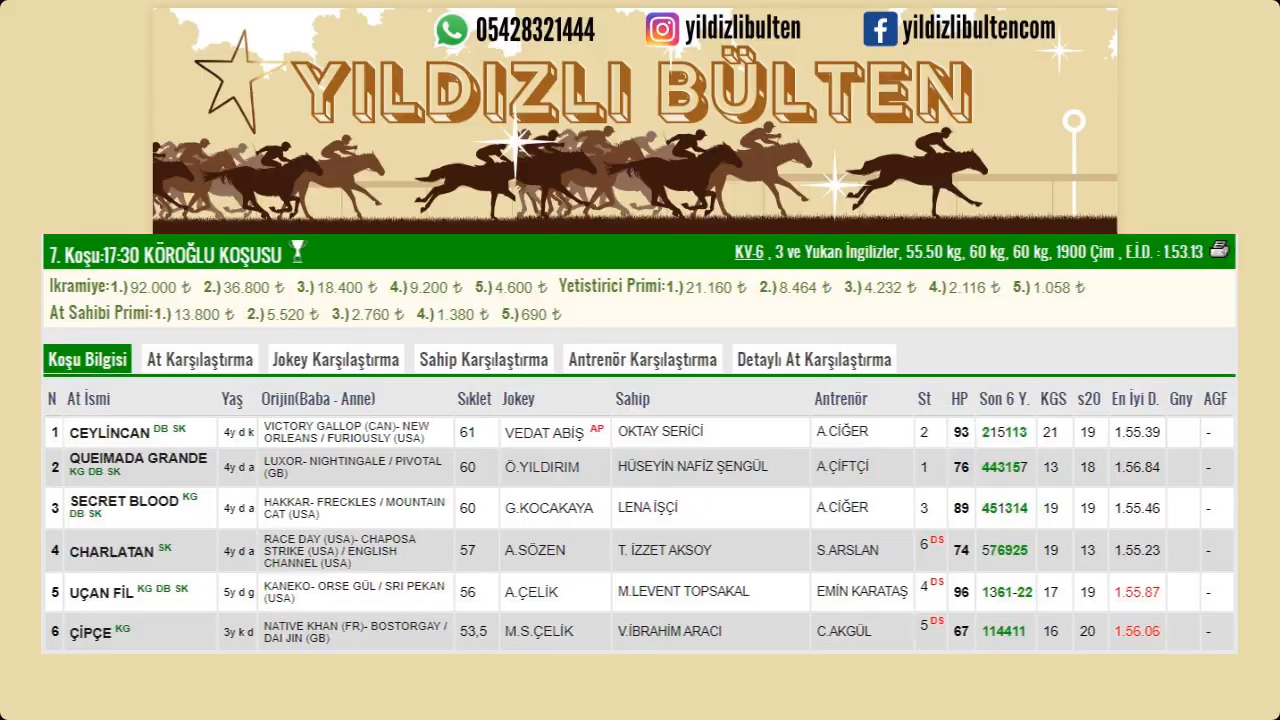 05428321444 yildizlibulten yildizlibultencom
YILDIZLI BÜLTEN
7. Koşu:17:30 KÖROĞLU KOŞUSU KV-6 , 3 ve Yukarı İngilizler, 55.50 kg, 60 kg, 60 kg, 1900 Çim , E.İ.D. : 1.53.13
Ikramiye:1.) 92.000 ₺ 2.) 36.800 ₺ 3.) 18.400 ₺ 4.) 9.200 ₺ 5.) 4.600 ₺ Yetistirici Primi:1.) 21.160 ₺ 2.) 8.464 ₺ 3.) 4.232 ₺ 4.) 2.116 ₺ 5.) 1.058 ₺
At Sahibi Primi:1.) 13.800 ₺ 2.) 5.520 ₺ 3.) 2.760 ₺ 4.) 1.380 ₺ 5.) 690 ₺
Koşu Bilgisi At Karşılaştırma Jokey Karşılaştırma Sahip Karşılaştırma Antrenör Karşılaştırma Detaylı At Karşılaştırma
N At İsmi Yaş Orijin(Baba - Anne) Sıklet Jokey Sahip Antrenör St HP Son 6 Y. KGS s20 En İyi D. Gny AGF
1 CEYLİNCAN DB SK 4y d k VICTORY GALLOP (CAN)- NEW ORLEANS / FURIOUSLY (USA) 61 VEDAT ABİŞ AP OKTAY SERİCİ A.CİĞER 2 93 215113 21 19 1.55.39 -
2 QUEIMADA GRANDE KG DB SK 4y d a LUXOR- NIGHTINGALE / PIVOTAL (GB) 60 Ö.YILDIRIM HÜSEYİN NAFİZ ŞENGÜL A.ÇİFTÇİ 1 76 443157 13 18 1.56.84 -
3 SECRET BLOOD KG DB SK 4y d a HAKKAR- FRECKLES / MOUNTAIN CAT (USA) 60 G.KOCAKAYA LENA İŞÇİ A.CİĞER 3 89 451314 19 19 1.55.46 -
4 CHARLATAN SK 4y d a RACE DAY (USA)- CHAPOSA STRIKE (USA) / ENGLISH CHANNEL (USA) 57 A.SÖZEN T. İZZET AKSOY S.ARSLAN 6 DS 74 576925 19 13 1.55.23 -
5 UÇAN FİL KG DB SK 5y d g KANEKO- ORSE GÜL / SRI PEKAN (USA) 56 A.ÇELİK M.LEVENT TOPSAKAL EMİN KARATAŞ 4 DS 96 1361-22 17 19 1.55.87 -
6 ÇİPÇE KG 3y k d NATIVE KHAN (FR)- BOSTORGAY / DAI JIN (GB) 53,5 M.S.ÇELİK V.İBRAHİM ARACI C.AKGÜL 5 DS 67 114411 16 20 1.56.06 -